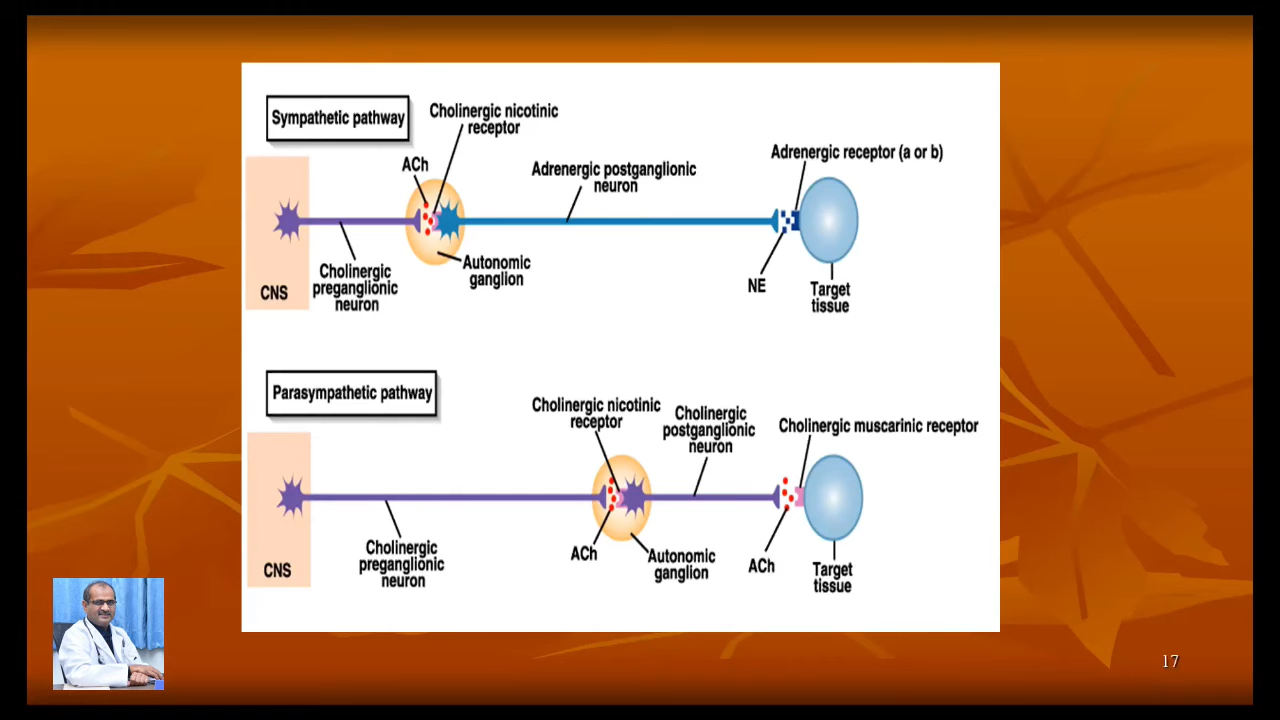 Sympathetic pathway
Cholinergic nicotinic
receptor
ACh
Adrenergic postganglionic
neuron
Adrenergic receptor (a or b)
CNS
Cholinergic
preganglionic
neuron
Autonomic
ganglion
NE
Target
tissue
Parasympathetic pathway
Cholinergic nicotinic
receptor
Cholinergic
postganglionic
neuron
Cholinergic muscarinic receptor
CNS
Cholinergic
preganglionic
neuron
ACh
Autonomic
ganglion
ACh
Target
tissue
17